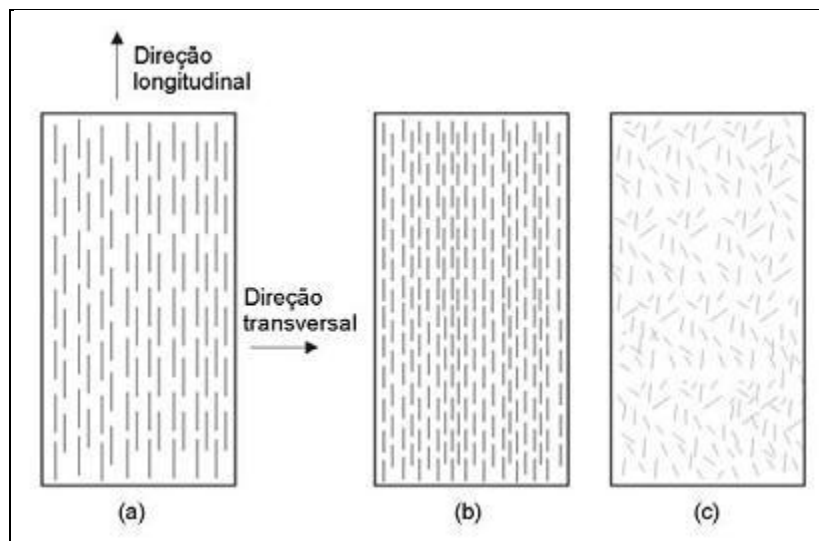 Direção
longitudinal
Direção
transversal
(a)
(b)
(c)